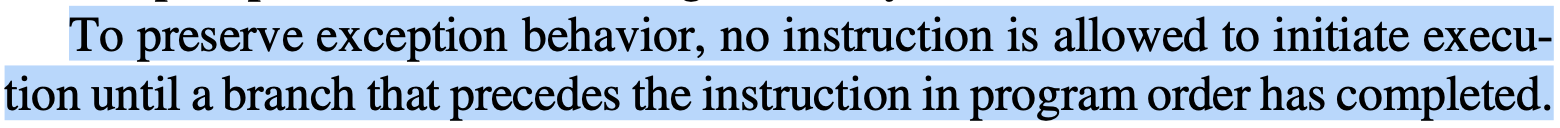 To preserve exception behavior, no instruction is allowed to initiate execu-
tion until a branch that precedes the instruction in program order has completed.